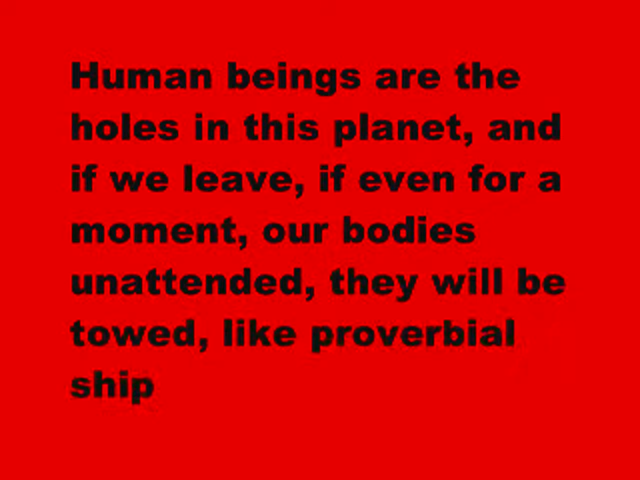 Human beings are the
holes in this planet, and
if we leave, if even for a
moment, our bodies
unattended, they will be
towed, like proverbial
ship